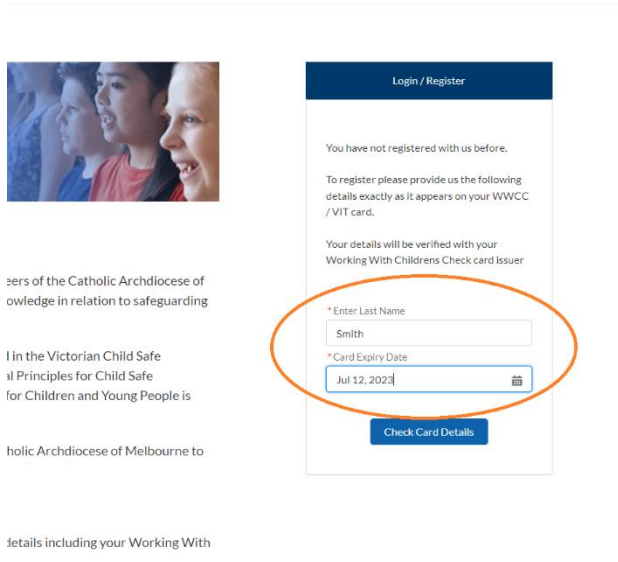 Login / Register
You have not registered with us before.
To register please provide us the following
details exactly as it appears on your WWCC
/ VIT card.
Your details will be verified with your
Working With Childrens Check card issuer
* Enter Last Name
Smith
* Card Expiry Date
Jul 12, 2023
Check Card Details
eers of the Catholic Archdiocese of
owledge in relation to safeguarding
d in the Victorian Child Safe
al Principles for Child Safe
for Children and Young People is
holic Archdiocese of Melbourne to
details including your Working With